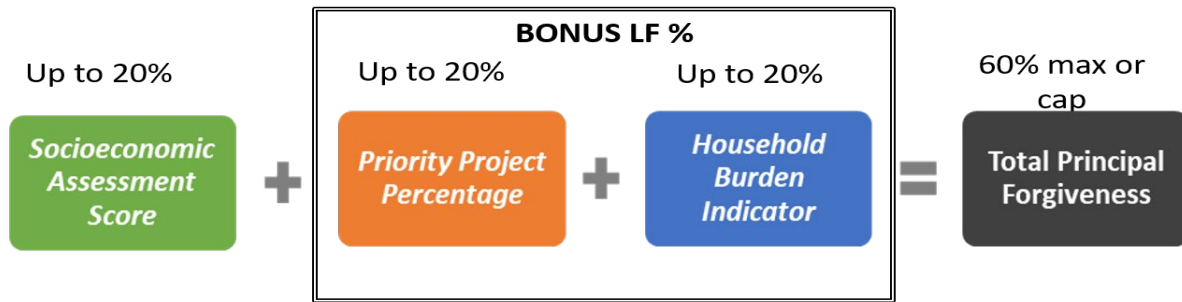 BONUS LF %
Up to 20%
Socioeconomic
Assessment
Score
+
Up to 20%
Priority Project
Percentage
+
Up to 20%
Household
Burden
Indicator
=
60% max or
cap
Total Principal
Forgiveness